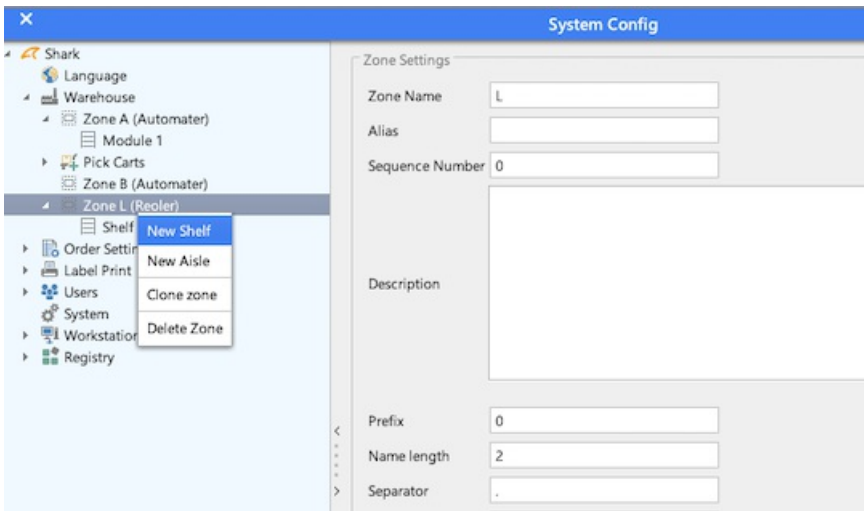 System Config
Shark
Language
Warehouse
Zone A (Automater)
Module 1
Pick Carts
Zone B (Automater)
Zone L (Reoler)
Shelf
Order Settin
Label Print
Users
System
Workstation
Registry
New Shelf
New Aisle
Clone zone
Delete Zone
Zone Settings
Zone Name L
Alias
Sequence Number 0
Description
Prefix 0
Name length 2
Separator .